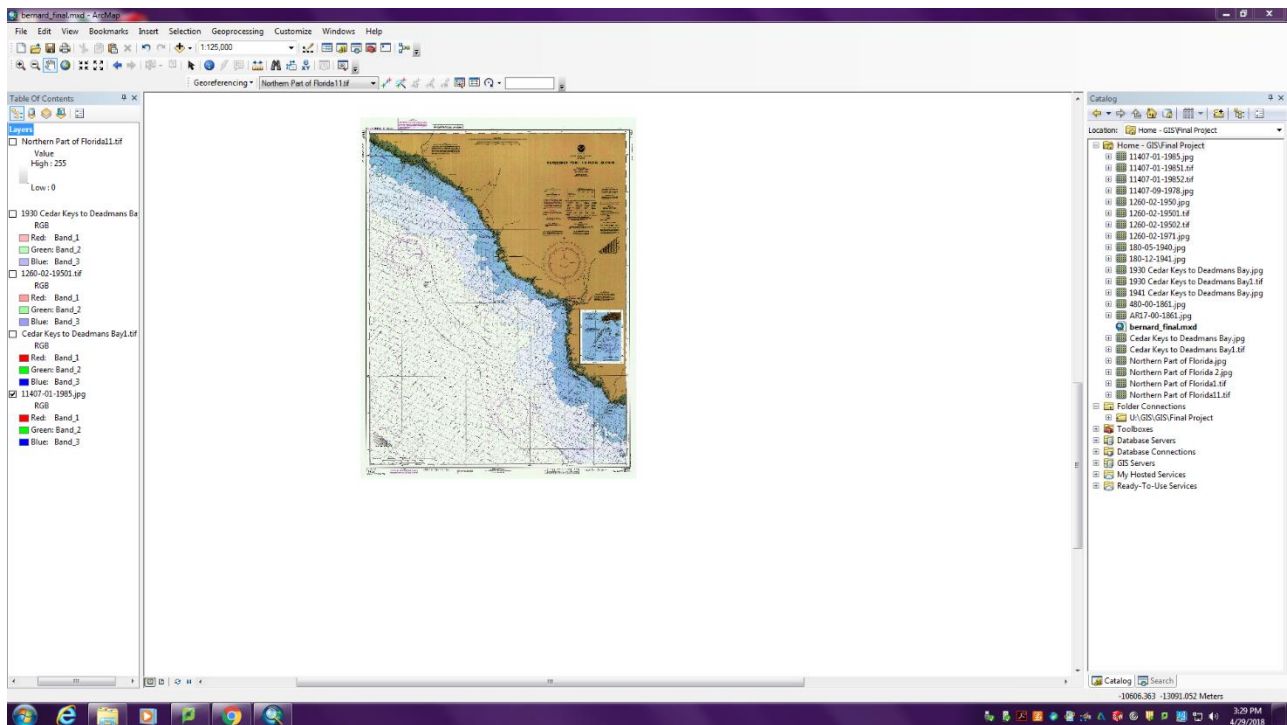 bernard_final.mxd - ArcMap
File Edit View Bookmarks Insert Selection Geoprocessing Customize Windows Help
1:125,000
Georeferencing Northern Part of Florida11.tif
Table Of Contents
Layers
Northern Part of Florida11.tif
Value
High : 255
Low : 0
1930 Cedar Keys to Deadmans Ba
RGB
Red: Band_1
Green: Band_2
Blue: Band_3
1260-02-19501.tif
RGB
Red: Band_1
Green: Band_2
Blue: Band_3
Cedar Keys to Deadmans Bay1.tif
RGB
Red: Band_1
Green: Band_2
Blue: Band_3
11407-01-1985.jpg
RGB
Red: Band_1
Green: Band_2
Blue: Band_3
Catalog
Location: Home - GIS\Final Project
Home - GIS\Final Project
11407-01-1985.jpg
11407-01-19851.tif
11407-01-19852.tif
11407-09-1978.jpg
1260-02-1950.jpg
1260-02-19501.tif
1260-02-19502.tif
1260-02-1971.jpg
180-05-1940.jpg
180-12-1941.jpg
1930 Cedar Keys to Deadmans Bay.jpg
1930 Cedar Keys to Deadmans Bay1.tif
1941 Cedar Keys to Deadmans Bay.jpg
480-00-1861.jpg
AR17-00-1861.jpg
bernard_final.mxd
Cedar Keys to Deadmans Bay.jpg
Cedar Keys to Deadmans Bay1.tif
Northern Part of Florida.jpg
Northern Part of Florida 2.jpg
Northern Part of Florida1.tif
Northern Part of Florida11.tif
Folder Connections
U:\GIS\GIS\Final Project
Toolboxes
Database Servers
Database Connections
GIS Servers
My Hosted Services
Ready-To-Use Services
Catalog Search
-10606.363 -13091.052 Meters
3:29 PM
4/29/2018